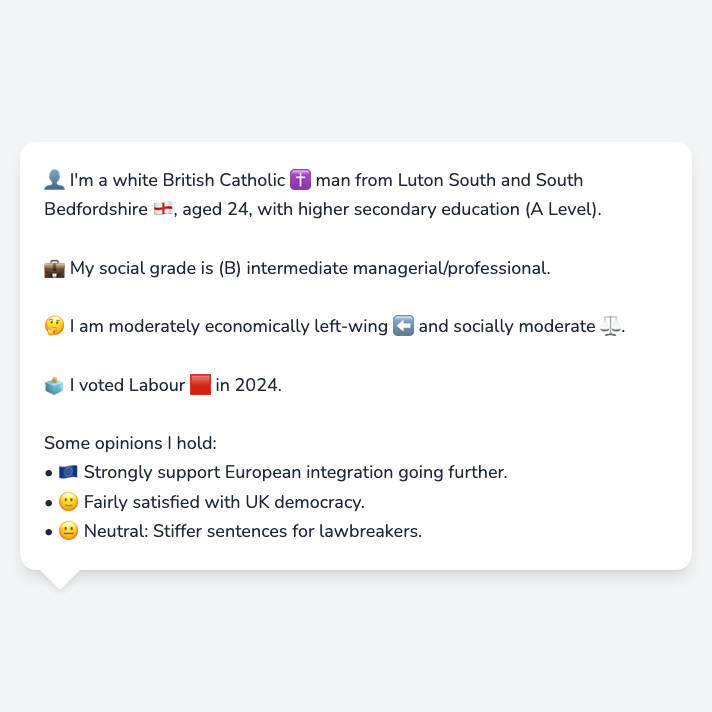 👤 I'm a white British Catholic ✝️ man from Luton South and South
Bedfordshire 🏴󠁧󠁢󠁥󠁮󠁧󠁿, aged 24, with higher secondary education (A Level).
💼 My social grade is (B) intermediate managerial/professional.
🤔 I am moderately economically left-wing ⬅️ and socially moderate ⚖️.
🗳️ I voted Labour 🟥 in 2024.
Some opinions I hold:
• 🇪🇺 Strongly support European integration going further.
• 🙂 Fairly satisfied with UK democracy.
• 😐 Neutral: Stiffer sentences for lawbreakers.